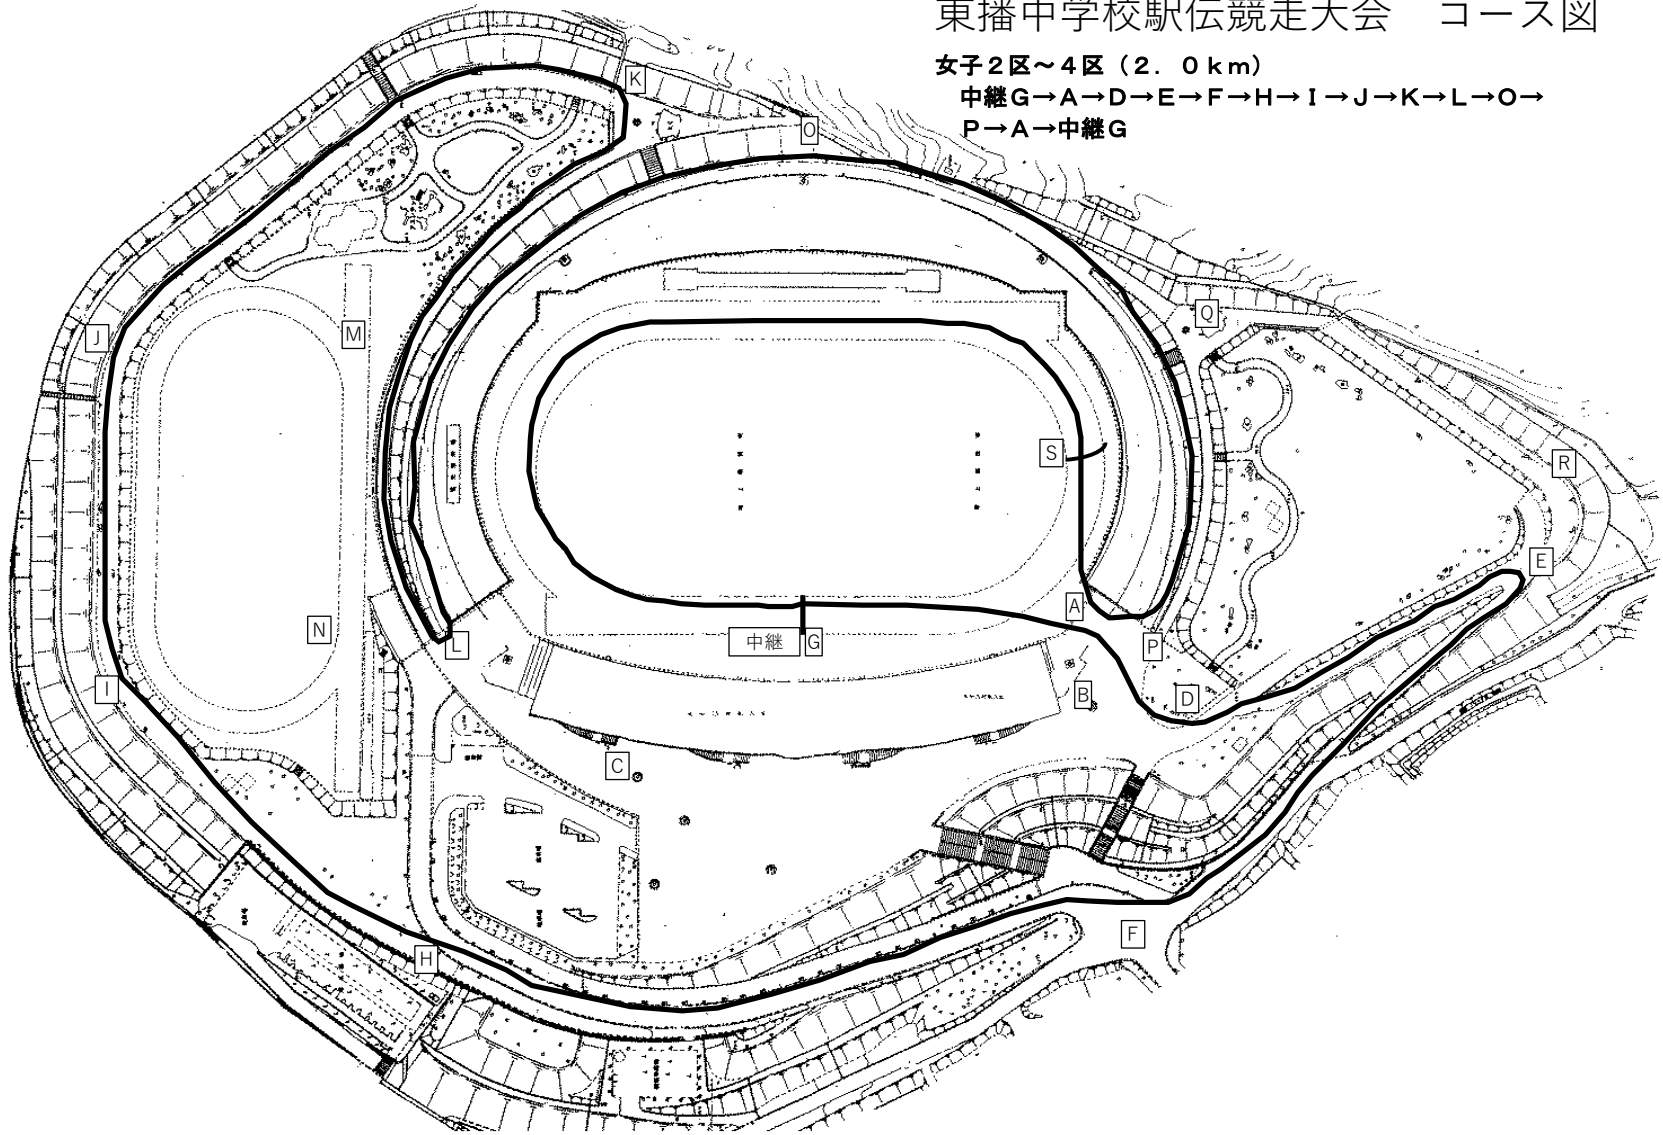 東播中学校駅伝競走大会　コース図
女子２区～４区（２．０ｋｍ）
中継Ｇ→Ａ→Ｄ→Ｅ→Ｆ→Ｈ→Ｉ→Ｊ→Ｋ→Ｌ→Ｏ→
Ｐ→Ａ→中継Ｇ
K
O
Q
J
M
S
R
E
A
N
中継 G
L
P
I
B
D
C
F
H